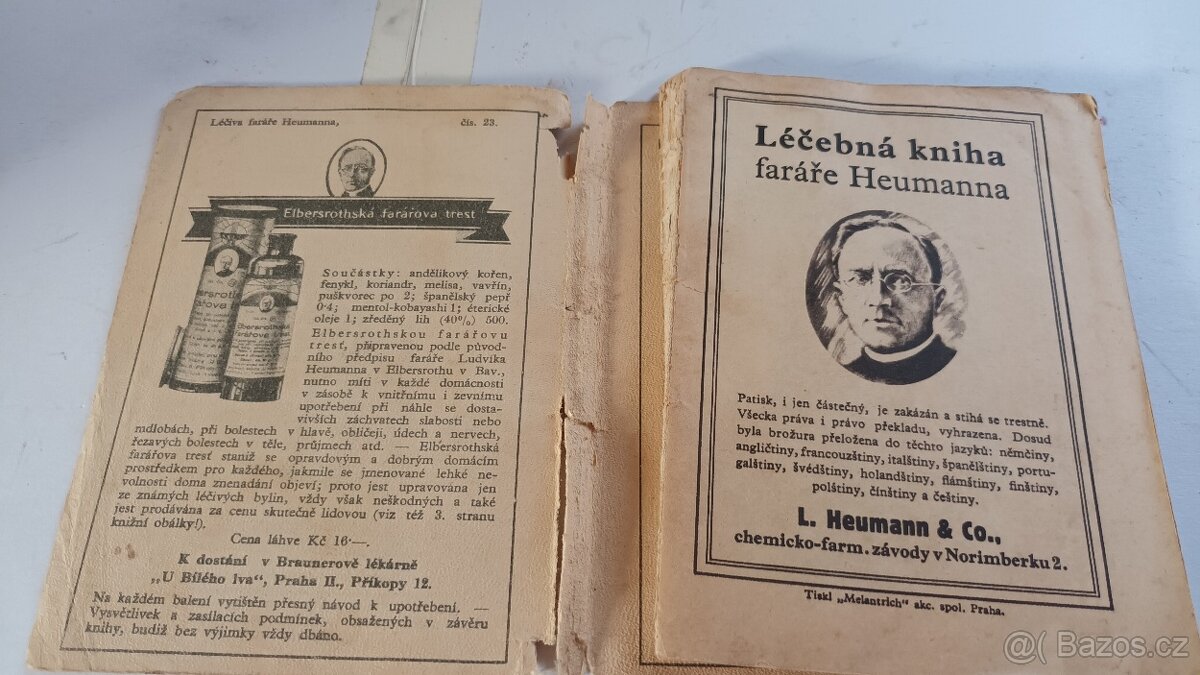 Léčiva faráře Heumanna, čís. 23.
Elbersrothská farářova trest
Součástky: andělikový kořen,
fenykl, koriandr, melisa, vavřín,
puškvorec po 2; španělský pepř
0·4; mentol-kobayashi 1; éterické
oleje 1; zředěný lih (40%) 500.
Elbersrothskou farářovu
tresť, připravenou podle původ-
ního předpisu faráře Ludvíka
Heumanna v Elbersrothu v Bav.,
nutno míti v každé domácnosti
v zásobě k vnitřnímu i zevnímu
upotřebení při náhle se dosta-
vivších záchvatech slabosti nebo
mdlobách, při bolestech v hlavě, obličeji, údech a nervech,
řezavých bolestech v těle, průjmech atd. — Elbersrothská
farářova tresť staniž se opravdovým a dobrým domácím
prostředkem pro každého, jakmile se jmenované lehké ne-
volnosti doma znenadání objeví; proto jest upravována jen
ze známých léčivých bylin, vždy však neškodných a také
jest prodávána za cenu skutečně lidovou (viz též 3. stranu
knižní obálky!).
Cena láhve Kč 16·—.
K dostání v Braunerově lékárně
„U Bílého lva“, Praha II., Příkopy 12.
Na každém balení vytištěn přesný návod k upotřebení. —
Vysvětlivek a zasílacích podmínek, obsažených v závěru
knihy, budiž bez výjimky vždy dbáno.
Léčebná kniha
faráře Heumanna
Patisk, i jen částečný, je zakázán a stihá se trestně.
Všecka práva i právo překladu, vyhrazena. Dosud
byla brožura přeložena do těchto jazyků: němčiny,
angličtiny, francouzštiny, italštiny, španělštiny, portu-
galštiny, švédštiny, holandštiny, flámštiny, finštiny,
polštiny, čínštiny a češtiny.
L. Heumann & Co.,
chemicko-farm. závody v Norimberku 2.
Tiskl „Melantrich“ akc. spol. Praha.
Bazos.cz